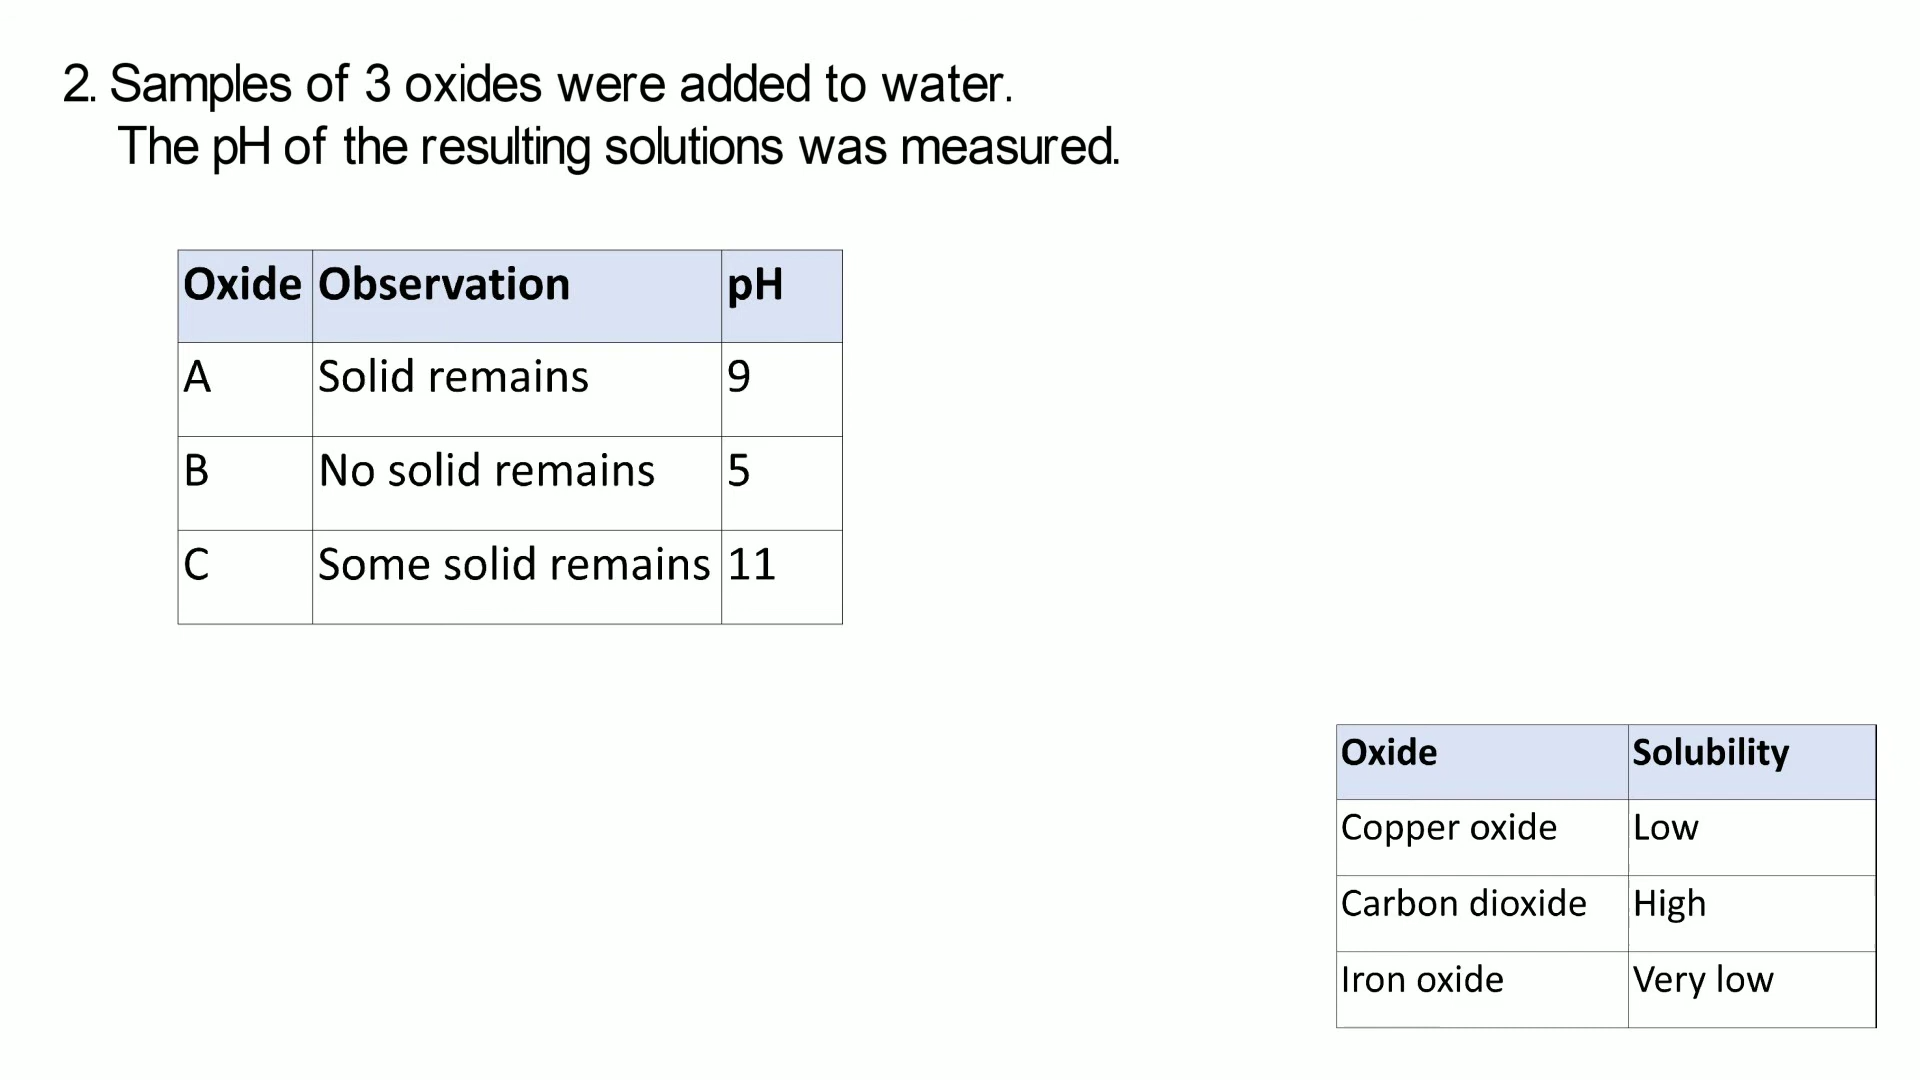 2. Samples of 3 oxides were added to water.
The pH of the resulting solutions was measured.
Oxide Observation pH
A Solid remains 9
B No solid remains 5
C Some solid remains 11
Oxide Solubility
Copper oxide Low
Carbon dioxide High
Iron oxide Very low